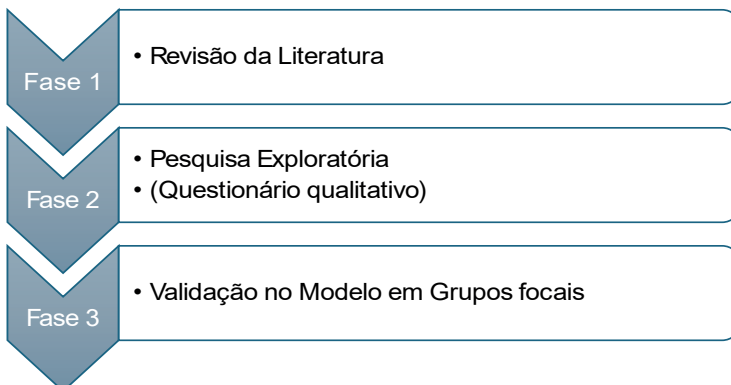 Fase 1
• Revisão da Literatura
Fase 2
• Pesquisa Exploratória
• (Questionário qualitativo)
Fase 3
• Validação no Modelo em Grupos focais